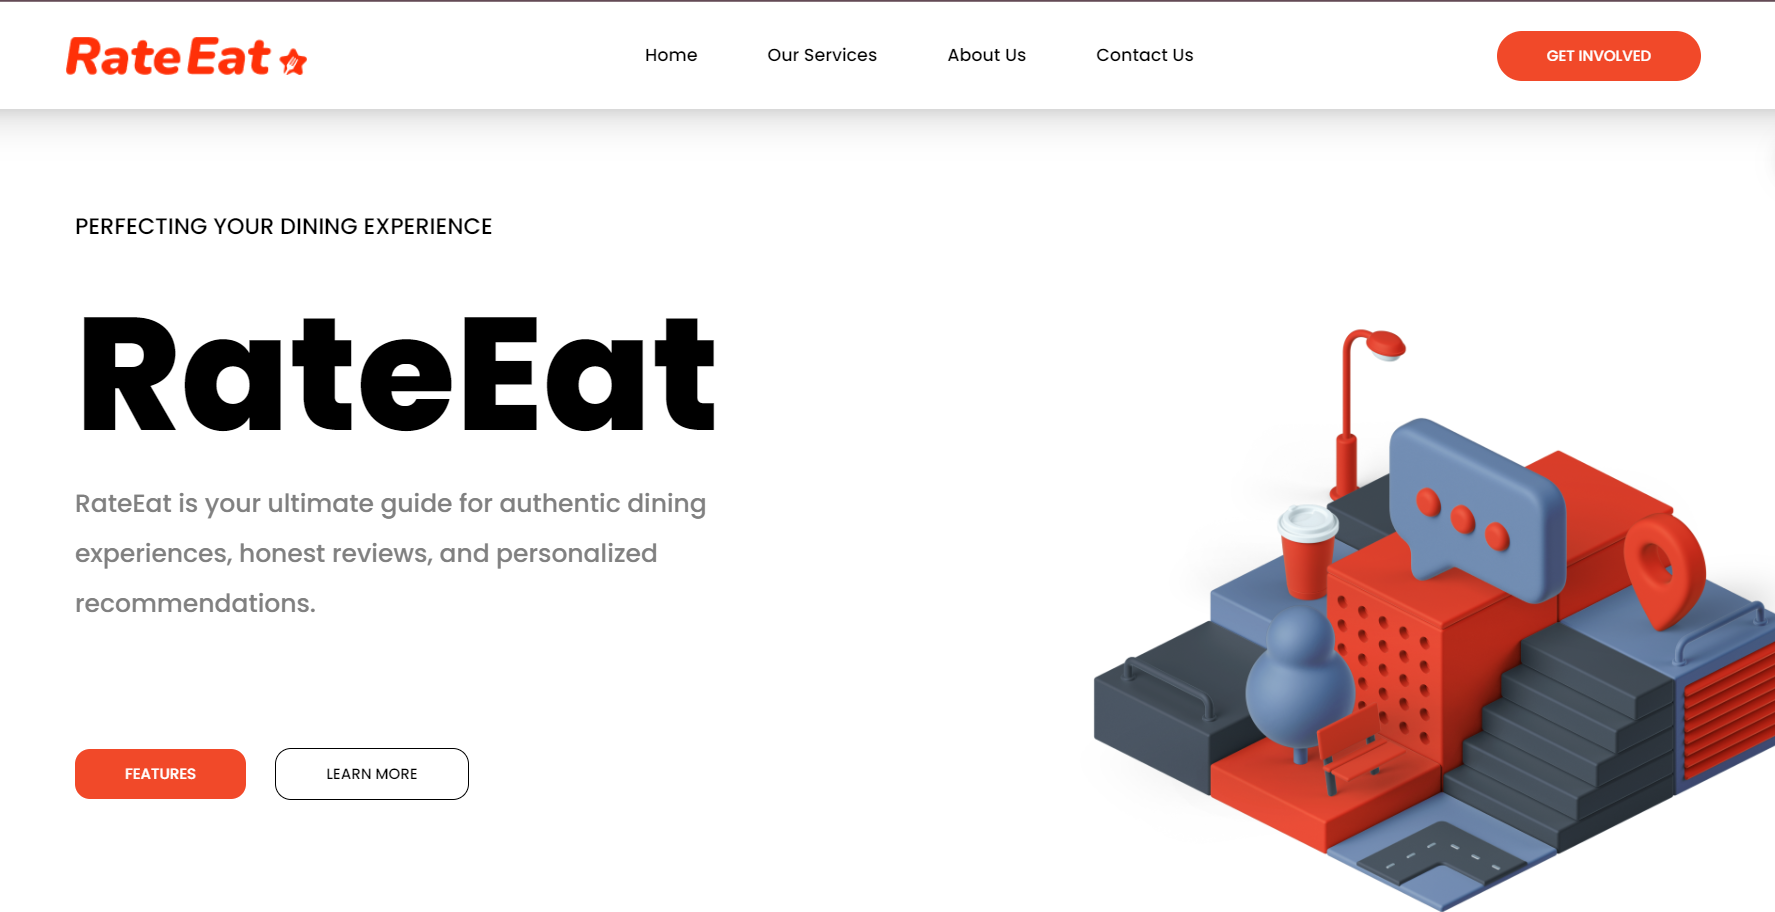 RateEat
Home
Our Services
About Us
Contact Us
GET INVOLVED
PERFECTING YOUR DINING EXPERIENCE
RateEat
RateEat is your ultimate guide for authentic dining
experiences, honest reviews, and personalized
recommendations.
FEATURES
LEARN MORE